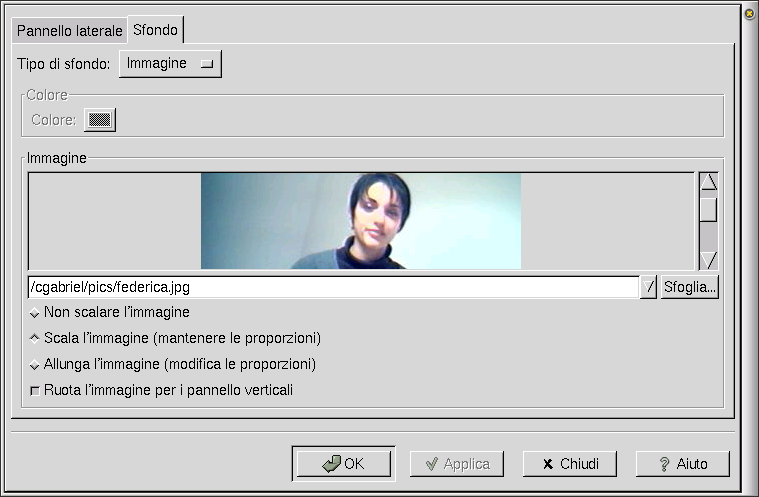 Pannello laterale Sfondo
Tipo di sfondo: Immagine
Colore
Colore:
Immagine
/cgabriel/pics/federica.jpg Sfoglia...
Non scalare l'immagine
Scala l'immagine (mantenere le proporzioni)
Allunga l'immagine (modifica le proporzioni)
Ruota l'immagine per i pannello verticali
OK Applica Chiudi Aiuto